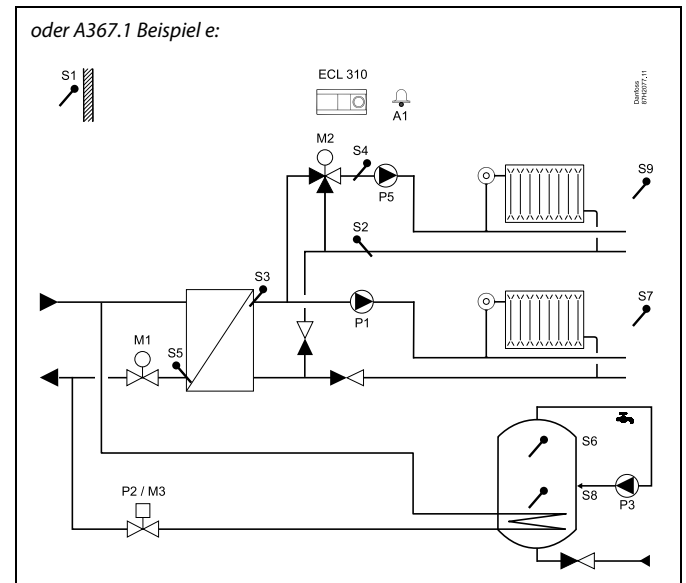 oder A367.1 Beispiel e:
S1
ECL 310
A1
Danfoss
87H2077.11
M2
S4
P5
S9
S2
S3
P1
S7
M1
S5
S6
P2 / M3
S8
P3